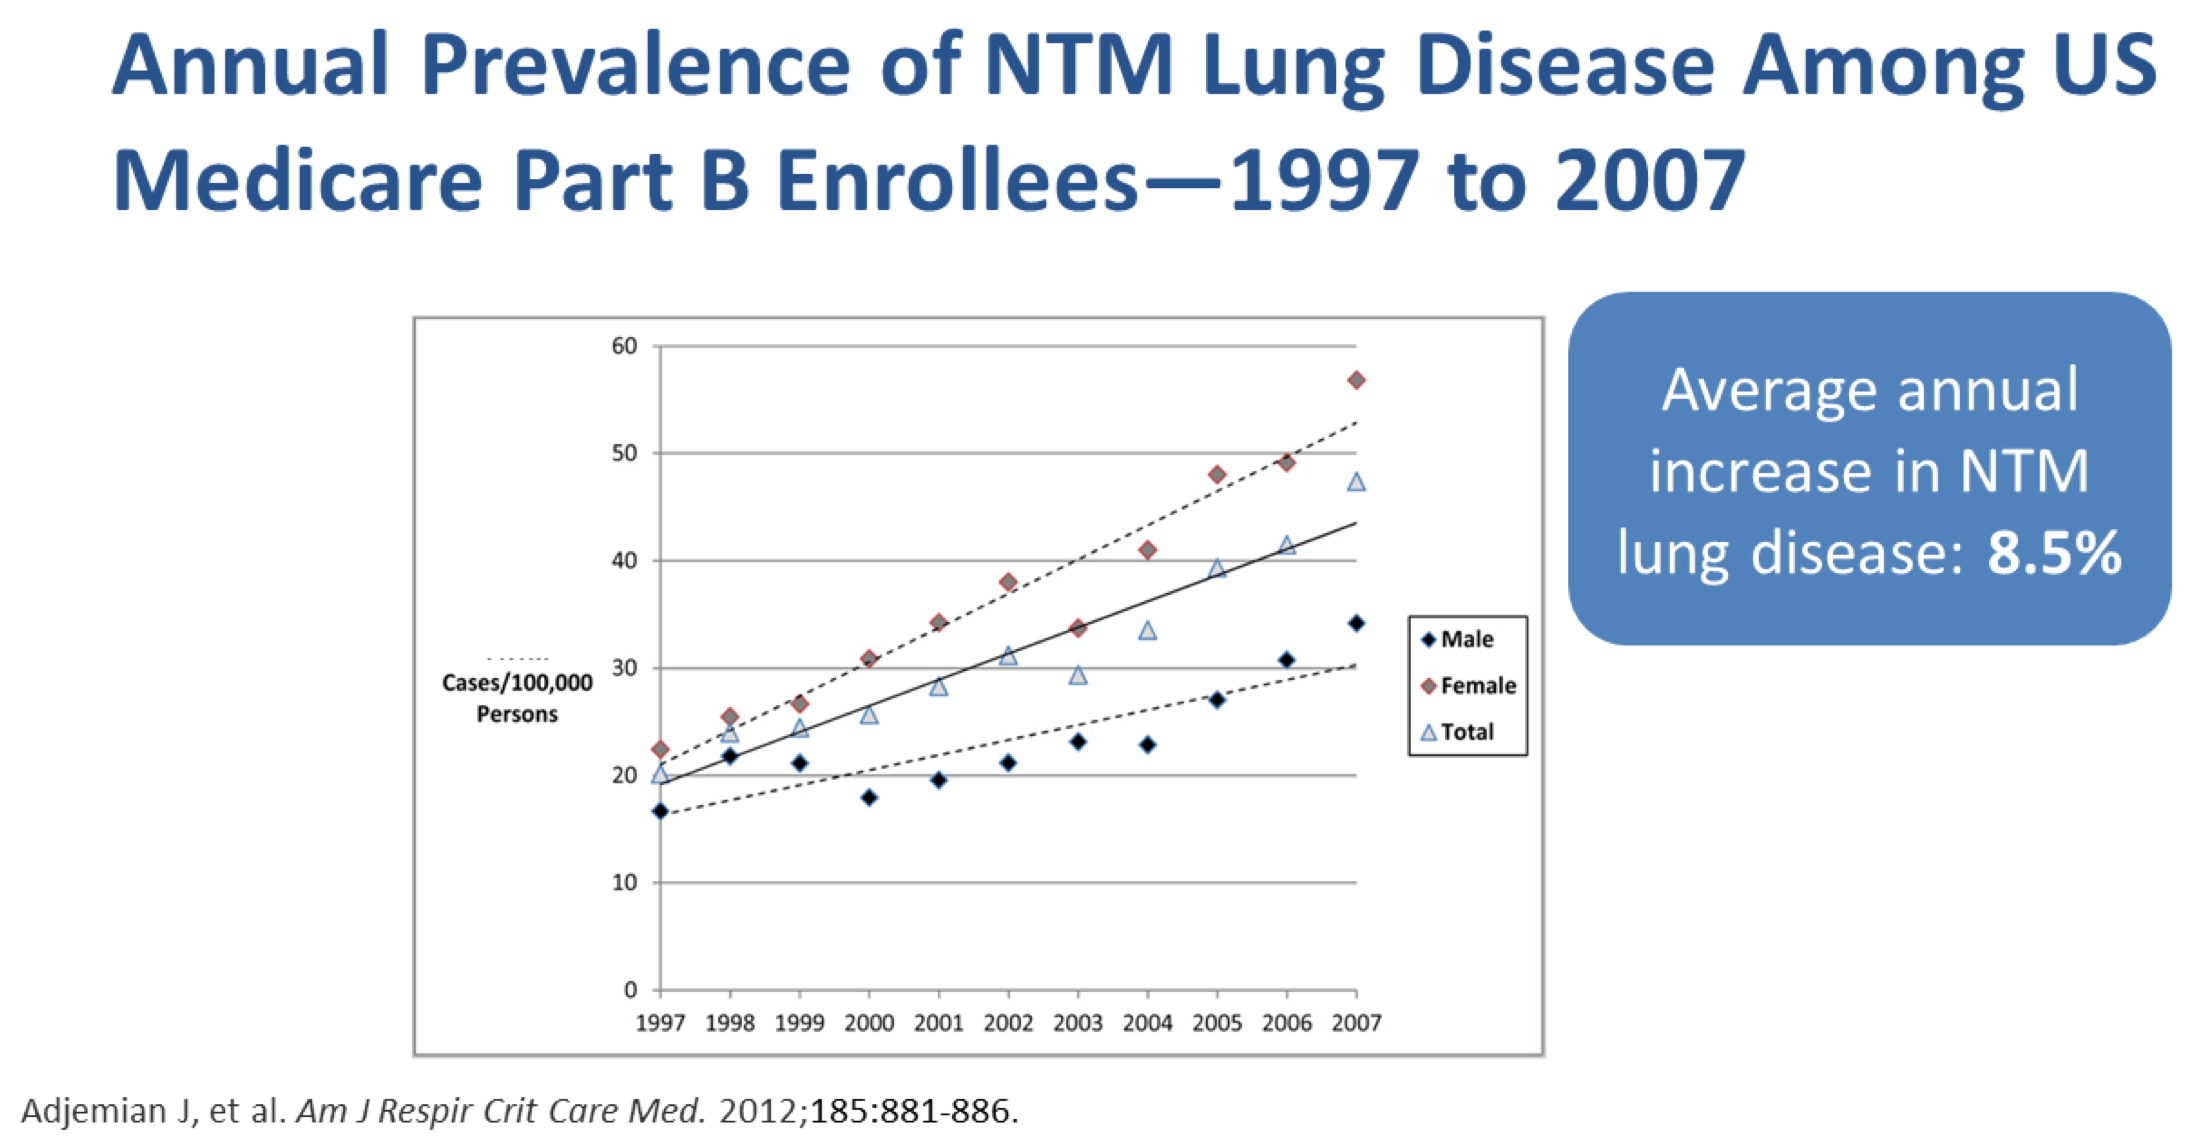 Annual Prevalence of NTM Lung Disease Among US
Medicare Part B Enrollees—1997 to 2007
60
50
40
30
20
10
0
Cases/100,000
Persons
1997 1998 1999 2000 2001 2002 2003 2004 2005 2006 2007
Male
Female
Total
Average annual
increase in NTM
lung disease: 8.5%
Adjemian J, et al. Am J Respir Crit Care Med. 2012;185:881-886.